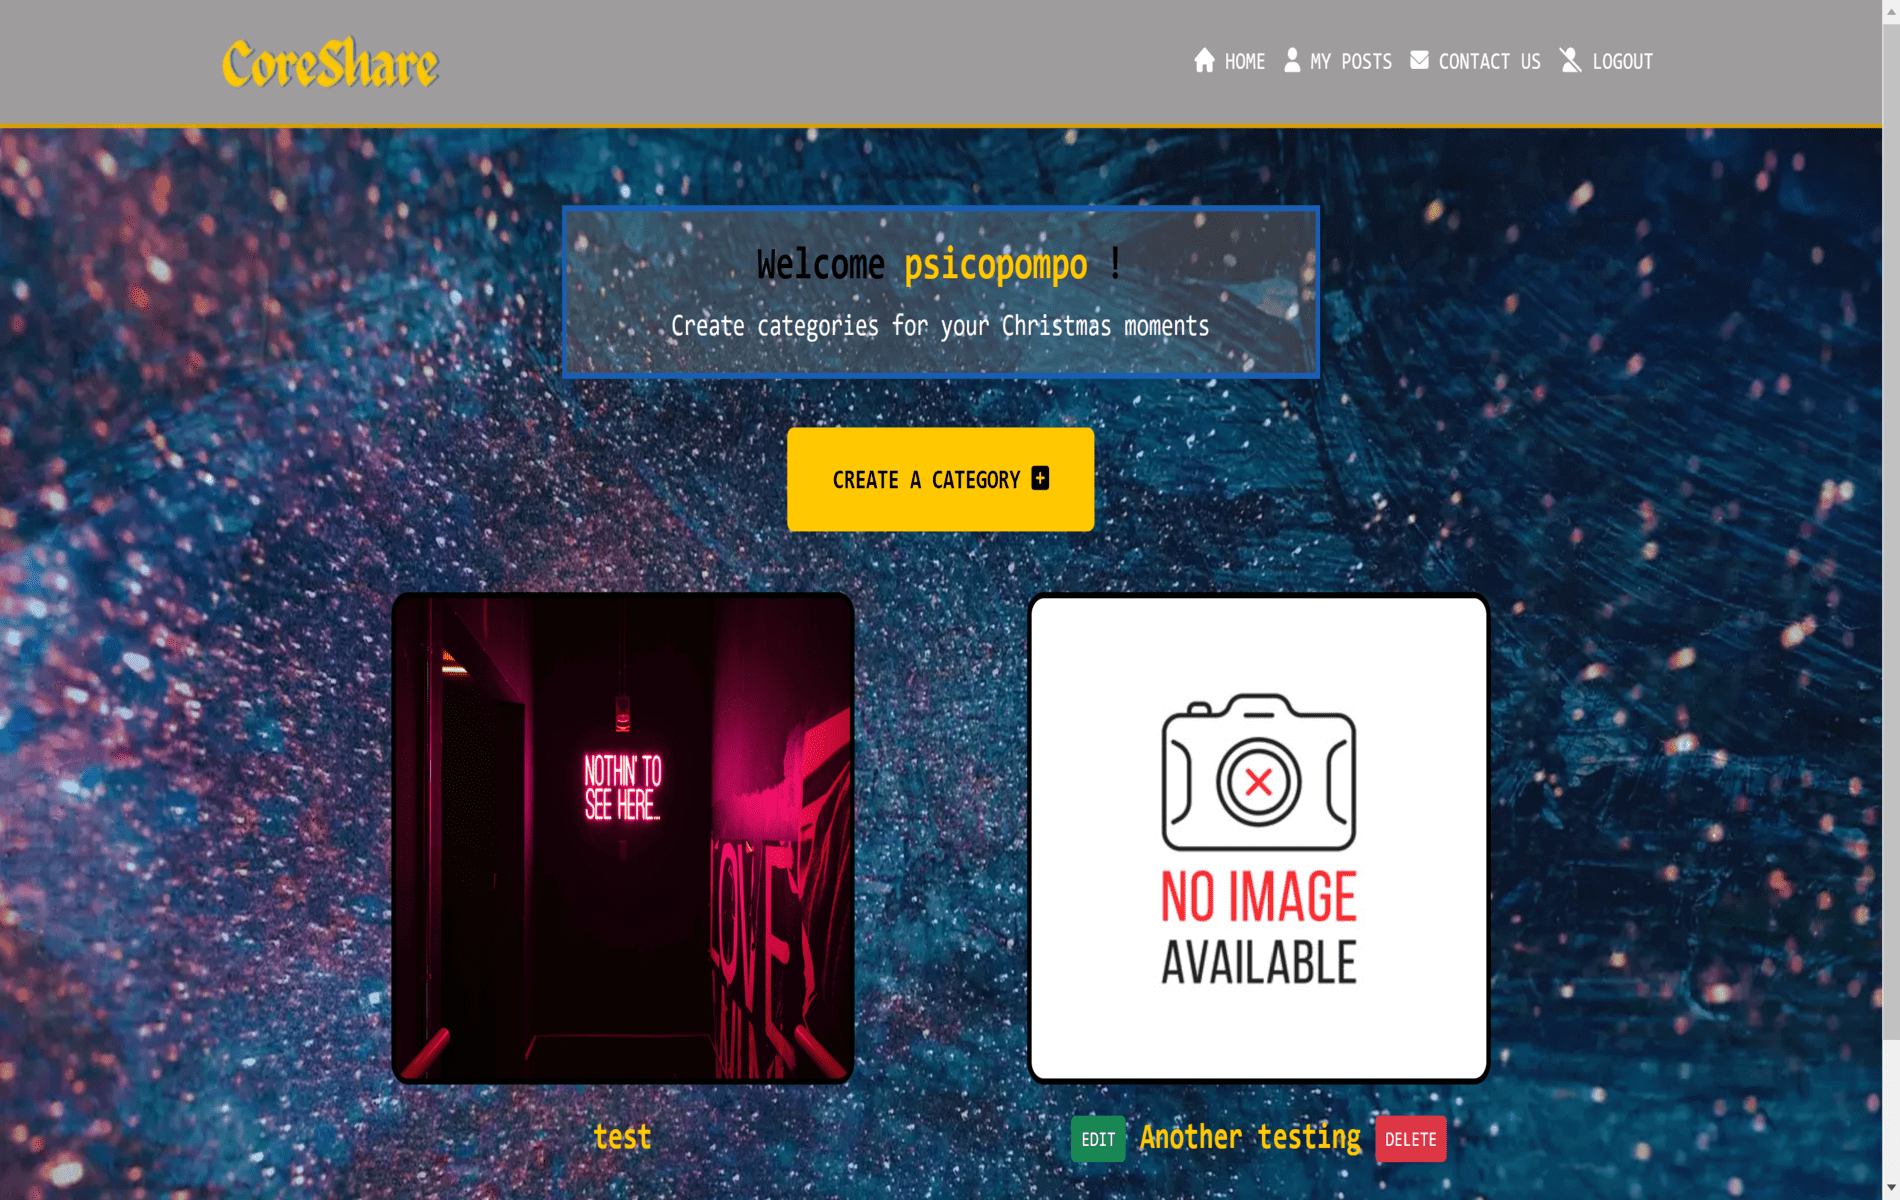 CoreShare
HOME MY POSTS CONTACT US LOGOUT
Welcome psicopompo !
Create categories for your Christmas moments
CREATE A CATEGORY
NOTHIN' TO
SEE HERE...
LOVE
NO IMAGE
AVAILABLE
test
EDIT Another testing DELETE